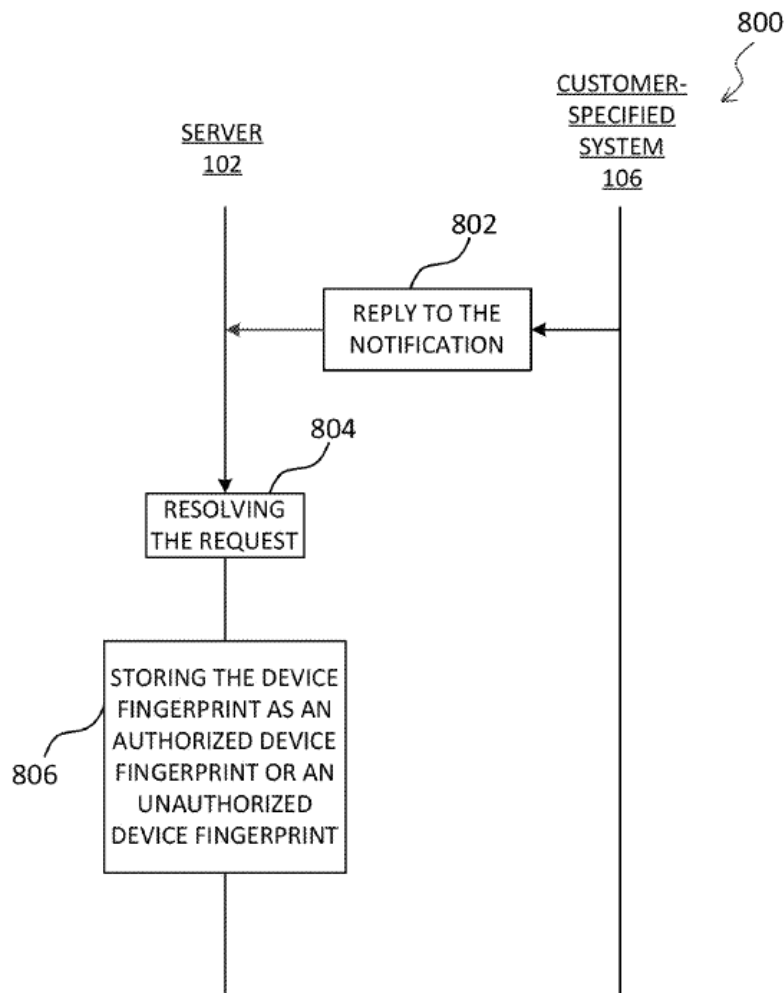 800
CUSTOMER-
SPECIFIED
SYSTEM
106
SERVER
102
802
REPLY TO THE
NOTIFICATION
804
RESOLVING
THE REQUEST
STORING THE DEVICE
FINGERPRINT AS AN
AUTHORIZED DEVICE
FINGERPRINT OR AN
UNAUTHORIZED
DEVICE FINGERPRINT
806